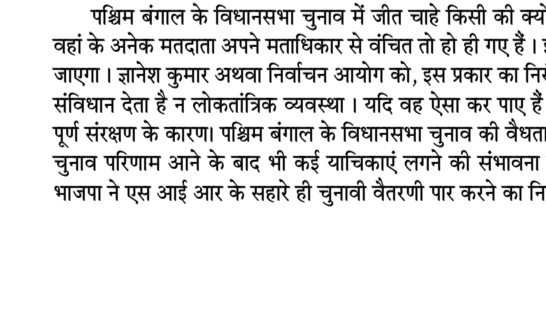 पश्चिम बंगाल के विधानसभा चुनाव में जीत चाहे किसी की
वहां के अनेक मतदाता अपने मताधिकार से वंचित तो हो ही गए हैं ।
जाएगा । ज्ञानेश कुमार अथवा निर्वाचन आयोग को, इस प्रकार का
संविधान देता है न लोकतांत्रिक व्यवस्था । यदि वह ऐसा कर पाए हैं
पूर्ण संरक्षण के कारण। पश्चिम बंगाल के विधानसभा चुनाव की वैधता
चुनाव परिणाम आने के बाद भी कई याचिकाएं लगने की संभावना
भाजपा ने एस आई आर के सहारे ही चुनावी वैतरणी पार करने का